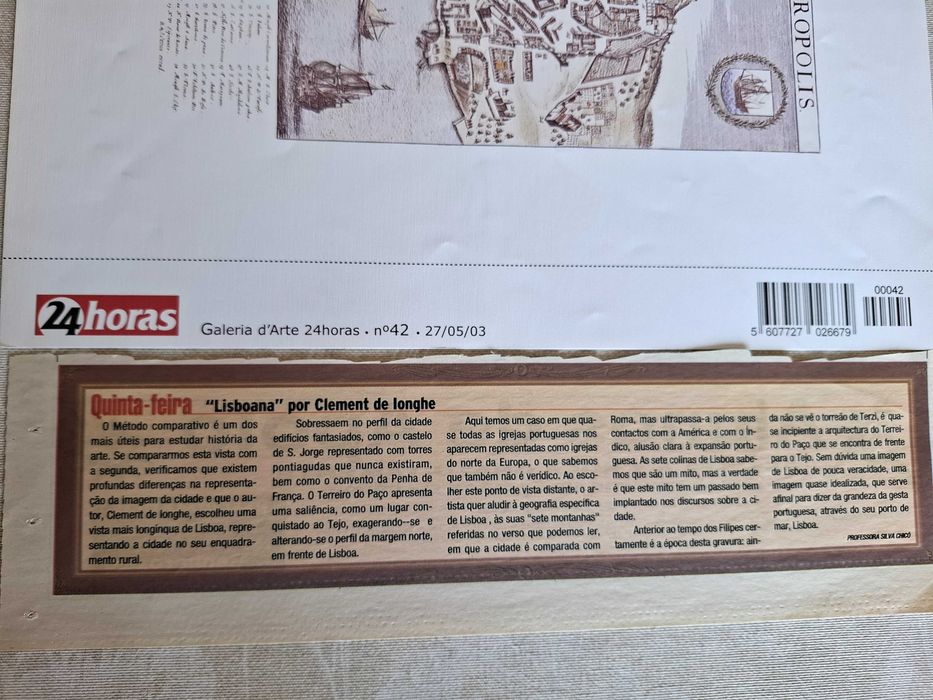 ROPOLIS.
24horas
Galeria d'Arte 24horas • nº42 • 27/05/03
00042
5 607727 026679
Quinta-feira "Lisboana" por Clement de Ionghe
O Método comparativo é um dos
mais úteis para estudar história da
arte. Se compararmos esta vista com
a segunda, verificamos que existem
profundas diferenças na representa-
ção da imagem da cidade e que o au-
tor, Clement de Ionghe, escolheu uma
vista mais longinqua de Lisboa, repre-
sentando a cidade no seu enquadra-
mento rural.
Sobressaem no perfil da cidade
edifícios fantasiados, como o castelo
de S. Jorge representado com torres
pontiagudas que nunca existiram,
bem como o convento da Penha de
França. O Terreiro do Paço apresenta
uma saliência, como um lugar con-
quistado ao Tejo, exagerando--se e
alterando-se o perfil da margem norte,
em frente de Lisboa.
Aqui temos um caso em que qua-
se todas as igrejas portuguesas nos
aparecem representadas como igrejas
do norte da Europa, o que sabemos
que também não é verídico. Ao esco-
lher este ponto de vista distante, o ar-
tista quer aludir à geografia específica
de Lisboa , às suas "sete montanhas"
referidas no verso que podemos ler,
em que a cidade é comparada com
Roma, mas ultrapassa-a pelos seus
contactos com a América e com o Ín-
dico, alusão clara à expansão portu-
guesa. As sete colinas de Lisboa sabe-
mos que são um mito, mas a verdade
é que este mito tem um passado bem
implantado nos discursos sobre a ci-
dade.
Anterior ao tempo dos Filipes cer-
tamente é a época desta gravura: ain-
da não se vê o torreão de Terzi, é qua-
se incipiente a arquitectura do Terrei-
ro do Paço que se encontra de frente
para o Tejo. Sem dúvida uma imagem
de Lisboa de pouca veracidade, uma
imagem quase idealizada, que serve
afinal para dizer da grandeza da gesta
portuguesa, através do seu porto de
mar, Lisboa.
PROFESSORA SILVA CHICÓ